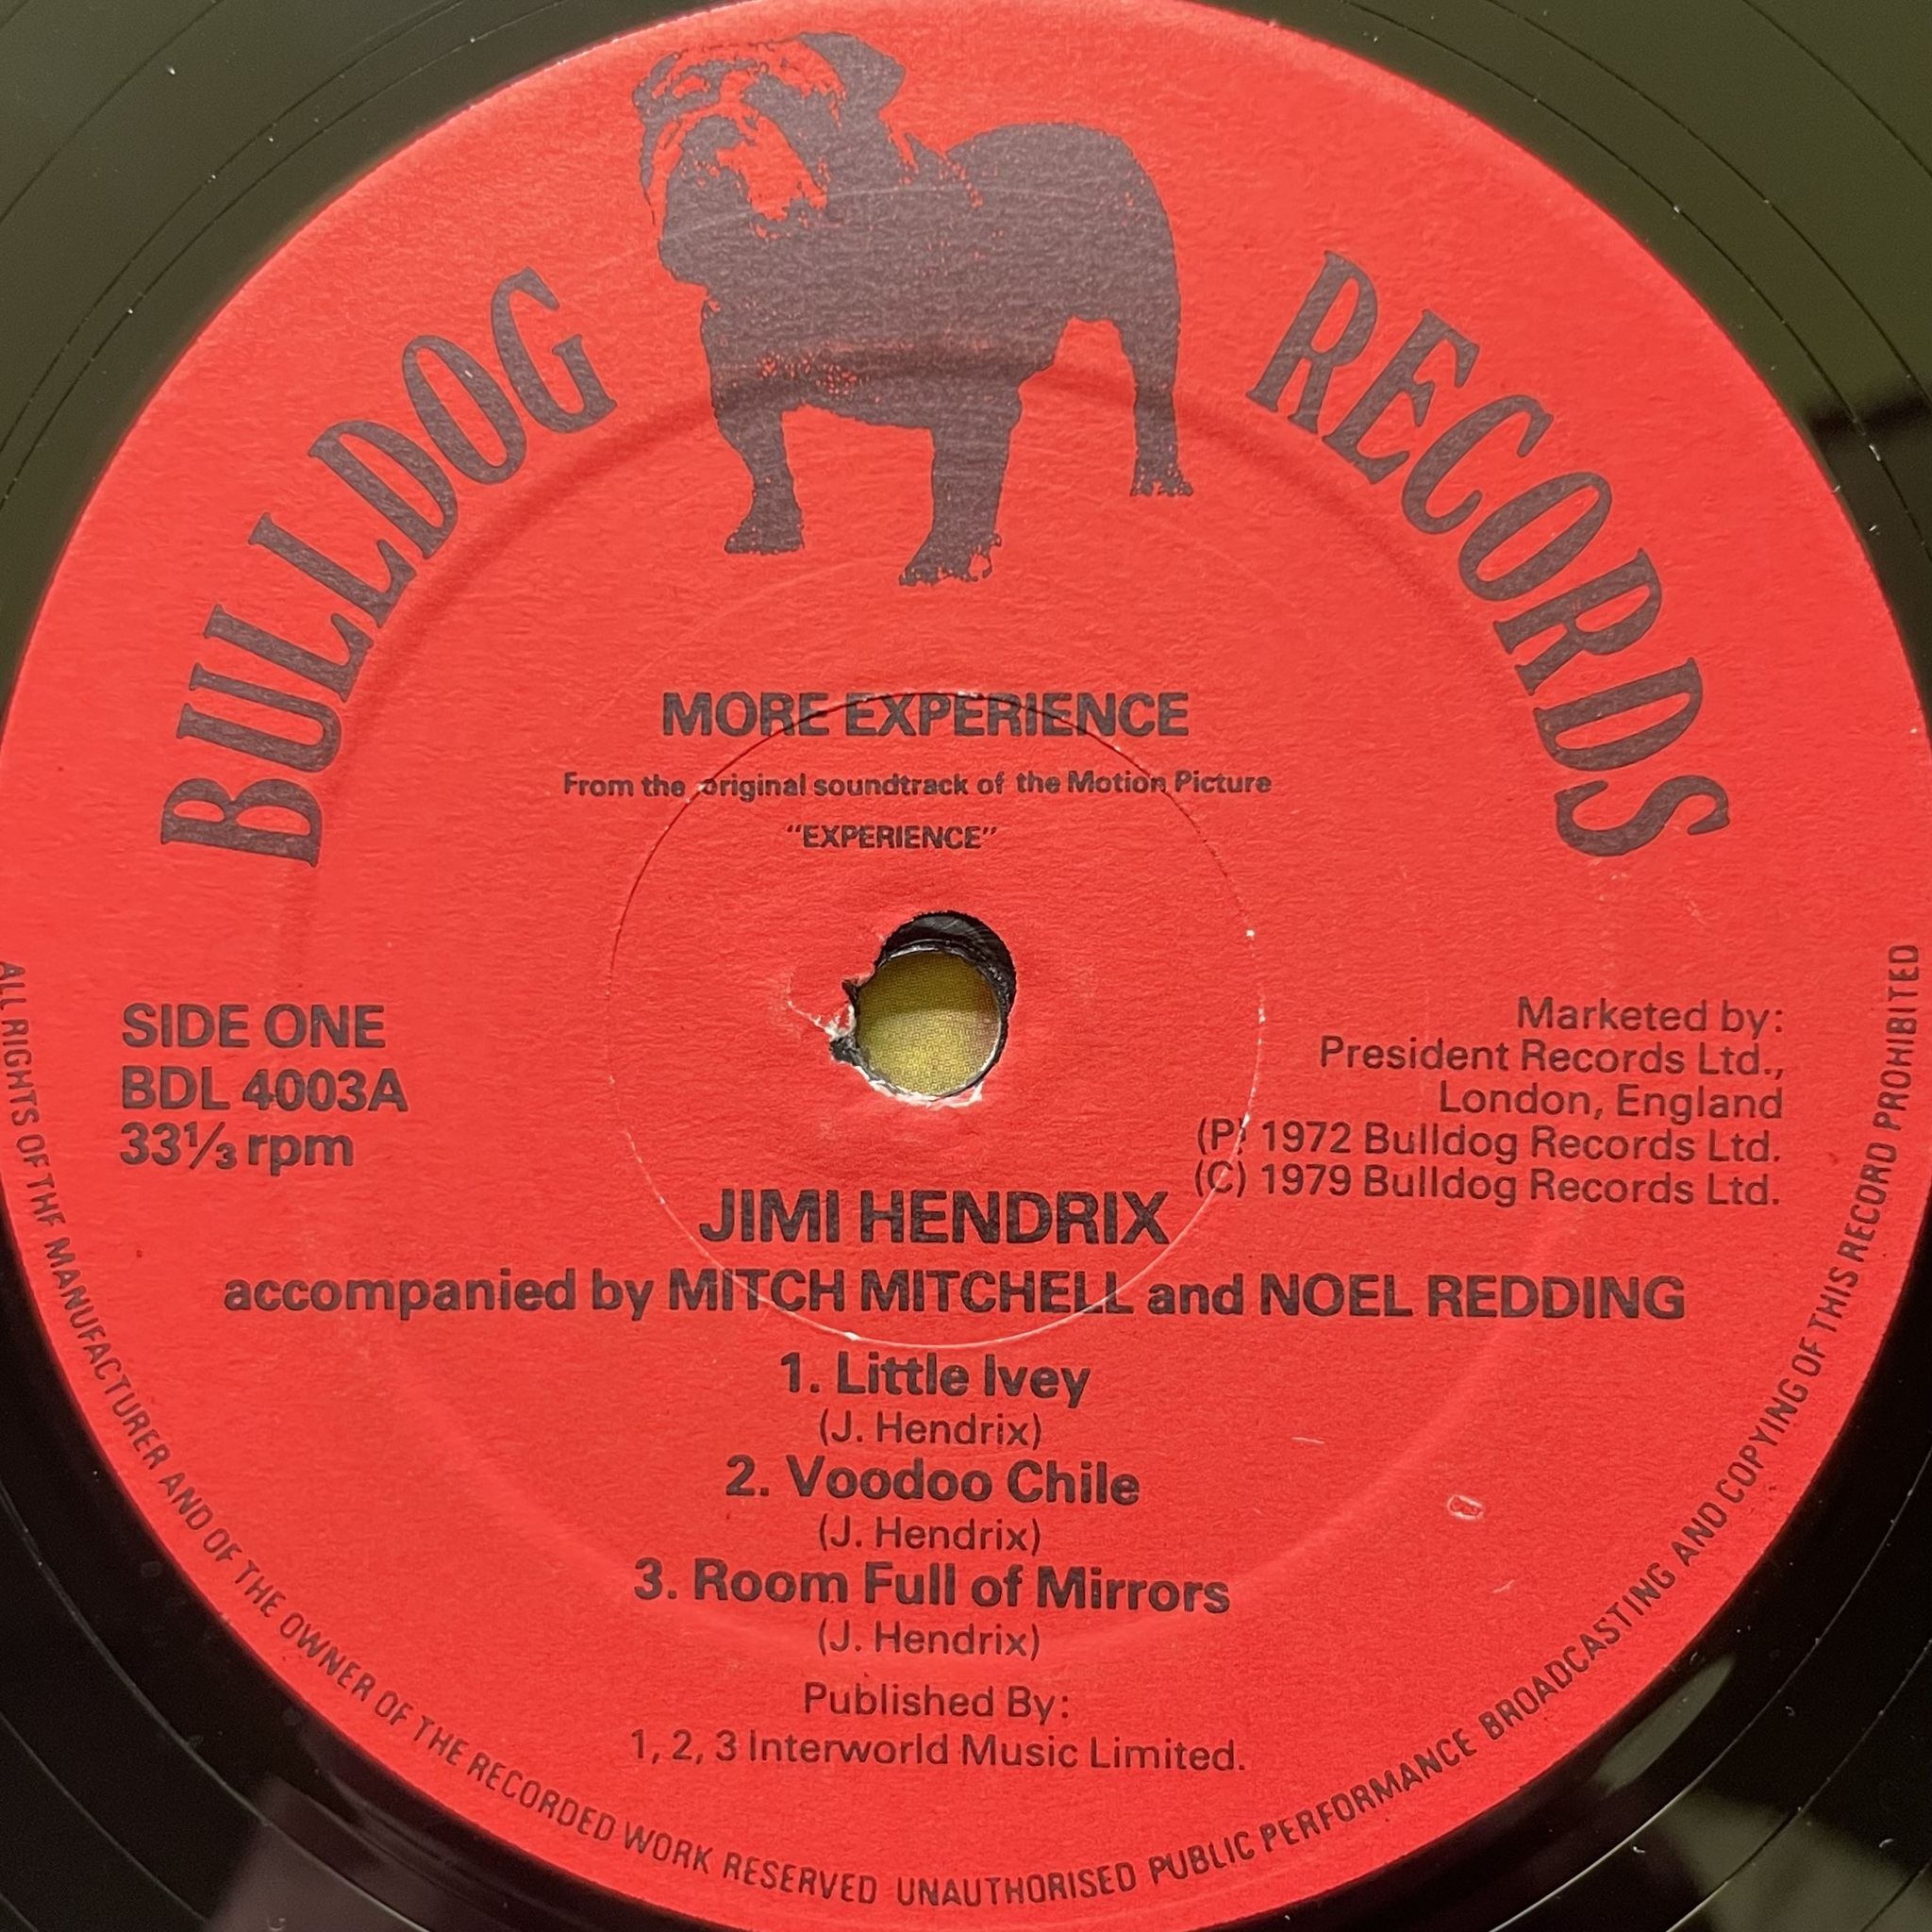 BULLDOG RECORDS
MORE EXPERIENCE
From the original soundtrack of the Motion Picture
"EXPERIENCE"
SIDE ONE
BDL 4003A
33⅓ rpm
Marketed by:
President Records Ltd.,
London, England
(P) 1972 Bulldog Records Ltd.
(C) 1979 Bulldog Records Ltd.
JIMI HENDRIX
accompanied by MITCH MITCHELL and NOEL REDDING
1. Little Ivey
(J. Hendrix)
2. Voodoo Chile
(J. Hendrix)
3. Room Full of Mirrors
(J. Hendrix)
Published By:
1, 2, 3 Interworld Music Limited.
ALL RIGHTS OF THE MANUFACTURER AND OF THE OWNER OF THE RECORDED WORK RESERVED UNAUTHORISED PUBLIC PERFORMANCE BROADCASTING AND COPYING OF THIS RECORD PROHIBITED